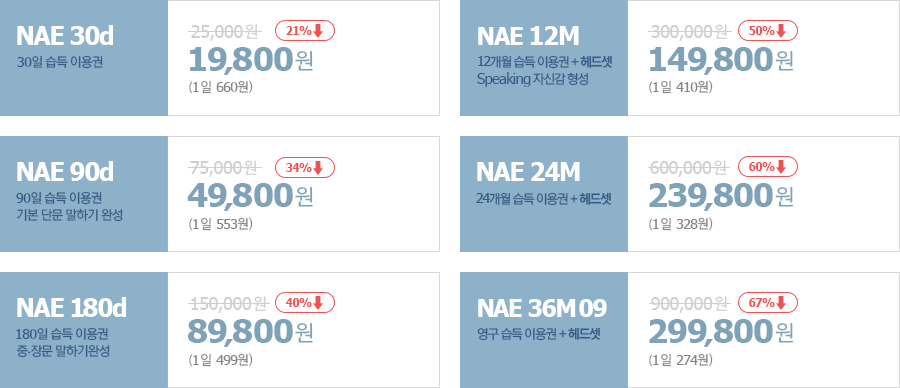 NAE 30d
30일 습득 이용권
25,000원 21%
19,800원
(1일 660원)
NAE 12M
12개월 습득 이용권 + 헤드셋
Speaking 자신감 형성
300,000원 50%
149,800원
(1일 410원)
NAE 90d
90일 습득 이용권
기본 단문 말하기 완성
75,000원 34%
49,800원
(1일 553원)
NAE 24M
24개월 습득 이용권 + 헤드셋
600,000원 60%
239,800원
(1일 328원)
NAE 180d
180일 습득 이용권
중·장문 말하기완성
150,000원 40%
89,800원
(1일 499원)
NAE 36M 09
영구 습득 이용권 + 헤드셋
900,000원 67%
299,800원
(1일 274원)